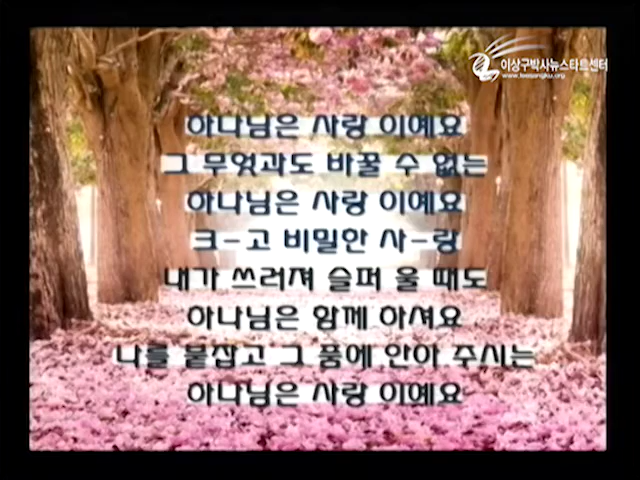 이상구박사뉴스타트센터
www.leesangku.org
하나님은 사랑 이예요
그 무엇과도 바꿀 수 없는
하나님은 사랑 이예요
크-고 비밀한 사-랑
내가 쓰러져 슬퍼 울 때도
하나님은 함께 하셔요
나를 붙잡고 그 품에 안아 주시는
하나님은 사랑 이예요